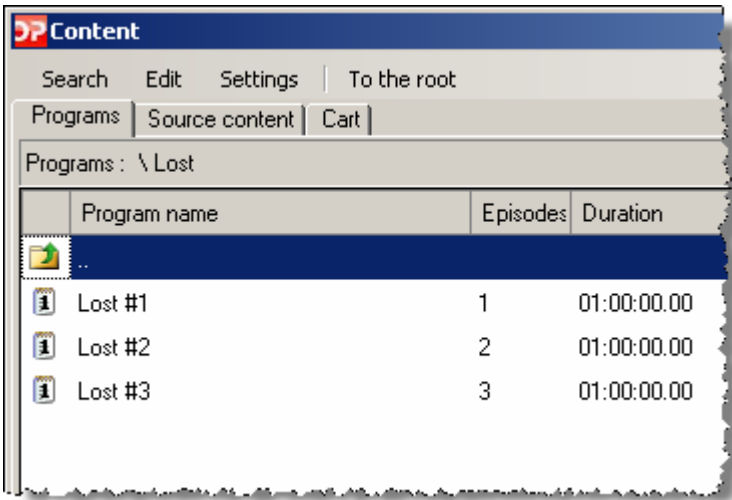 OP Content
Search Edit Settings To the root
Programs Source content Cart
Programs : \ Lost
Program name Episodes Duration
..
Lost #1 1 01:00:00.00
Lost #2 2 01:00:00.00
Lost #3 3 01:00:00.00